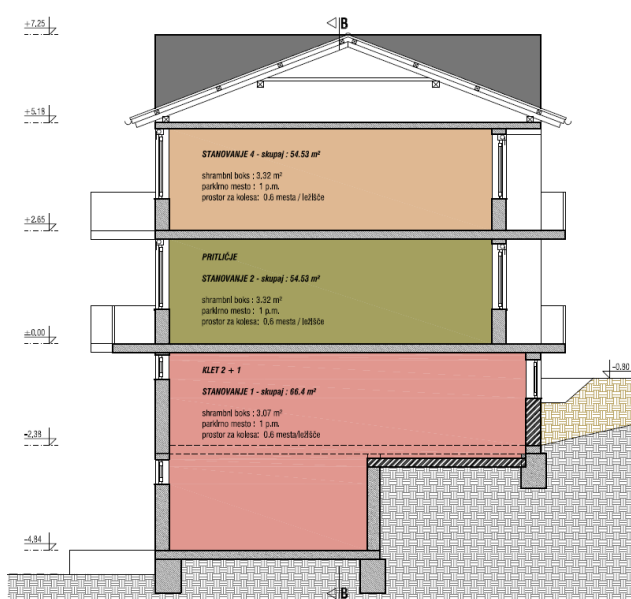 +7,25
B
+5,18
STANOVANJE 4 - skupaj : 54.53 m²
shrambni boks : 3,32 m²
parkirno mesto : 1 p.m.
prostor za kolesa: 0.6 mesta / ležišče
+2,65
PRITLIČJE
STANOVANJE 2 - skupaj : 54.53 m²
shrambni boks : 3.32 m²
parkirno mesto : 1 p.m.
prostor za kolesa: 0,6 mesta / ležišče
±0,00
KLET 2 + 1
-0,80
STANOVANJE 1 - skupaj : 66.4 m²
shrambni boks : 3,07 m²
parkirno mesto : 1 p.m.
prostor za kolesa: 0.6 mesta/ležišče
-2,38
-4,84
B